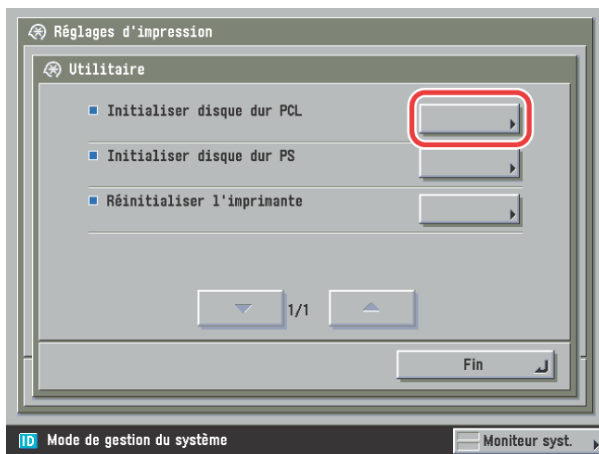 Réglages d'impression
Utilitaire
Initialiser disque dur PCL
Initialiser disque dur PS
Réinitialiser l'imprimante
1/1
Fin
ID Mode de gestion du système Moniteur syst.